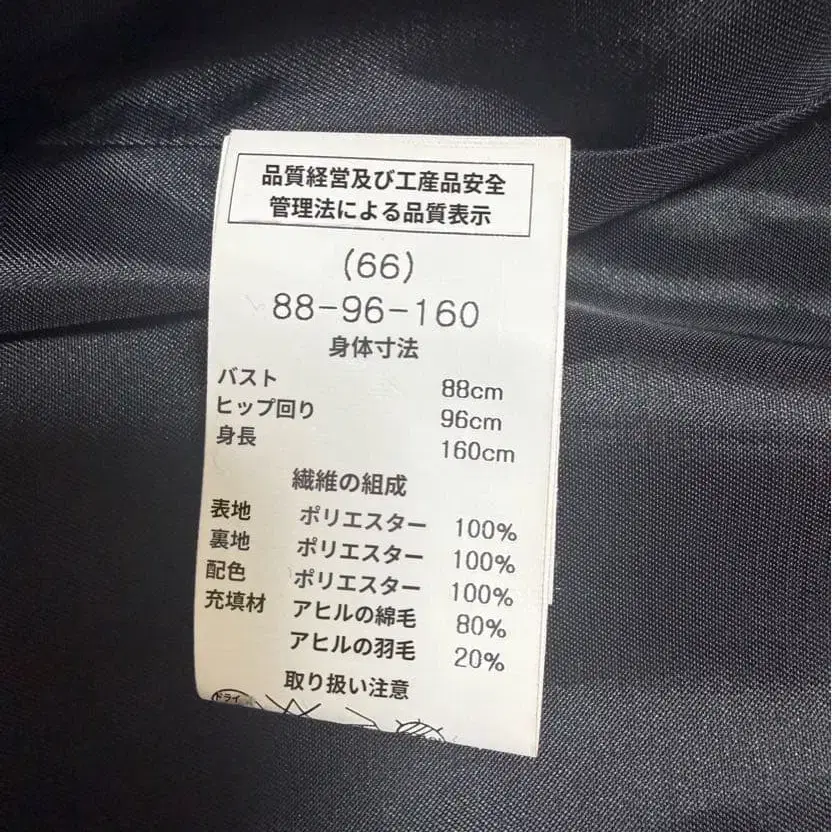 品質経営及び工産品安全
管理法による品質表示
(66)
88-96-160
身体寸法
バスト 88cm
ヒップ回り 96cm
身長 160cm
繊維の組成
表地 ポリエスター 100%
裏地 ポリエスター 100%
配色 ポリエスター 100%
充填材 アヒルの綿毛 80%
アヒルの羽毛 20%
取り扱い注意
ドライ